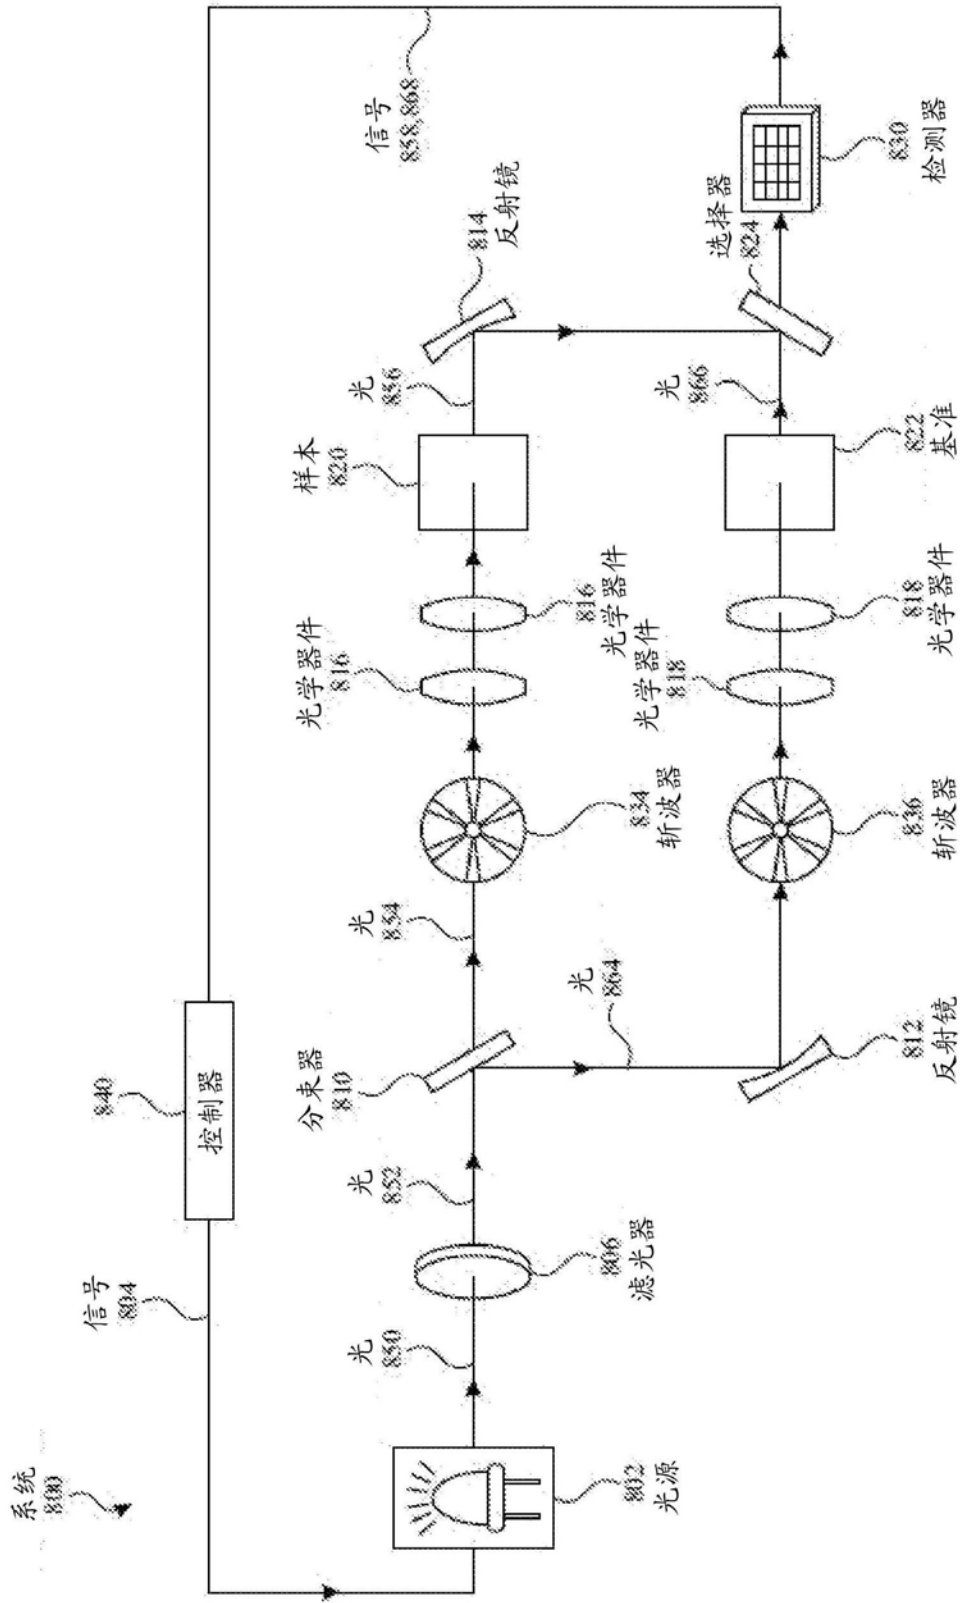 系统
800
信号
804
840
控制器
信号
858,868
光
850
光
852
分束器
810
光
854
光
864
光学器件
816
816
光学器件
样本
820
光
856
814
反射镜
802
光源
806
滤光器
812
反射镜
834
斩波器
836
斩波器
光学器件
818
818
光学器件
822
基准
光
866
选择器
824
830
检测器